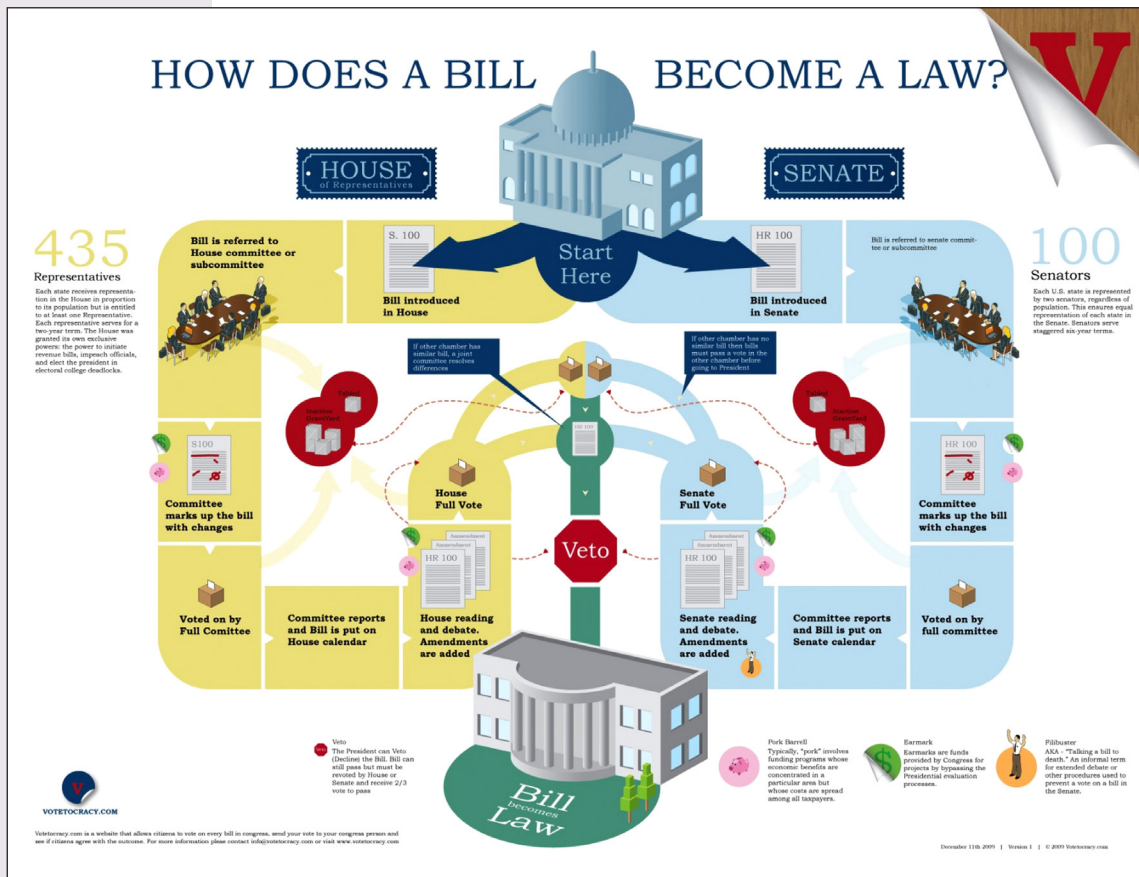 HOW DOES A BILL BECOME A LAW?
V
HOUSE
of Representatives
SENATE
435
Representatives
Each state receives representa-
tion in the House in proportion
to its population but is entitled
to at least one Representative.
Each representative serves for a
two-year term. The House was
granted its own exclusive
powers: the power to initiate
revenue bills, impeach officials,
and elect the president in
electoral college deadlocks.
Bill is referred to
House committee or
subcommittee
S. 100
Bill introduced
in House
Start
Here
HR 100
Bill introduced
in Senate
Bill is referred to senate commit-
tee or subcommittee
100
Senators
Each U.S. state is represented
by two senators, regardless of
population. This ensures equal
representation of each state in
the Senate. Senators serve
staggered six-year terms.
If other chamber has
similar bill, a joint
committee resolves
differences
If other chamber has no
similar bill then bills
must pass a vote in the
other chamber before
going to President
Tabled
Inactive
GraveYard
Tabled
Inactive
GraveYard
HR 100
S100
Committee
marks up the bill
with changes
House
Full Vote
Senate
Full Vote
HR 100
Committee
marks up the bill
with changes
Veto
Amendment
Amendment
HR 100
Amendment
Amendment
HR 100
Voted on by
Full Comittee
Committee reports
and Bill is put on
House calendar
House reading
and debate.
Amendments
are added
Senate reading
and debate.
Amendments
are added
Committee reports
and Bill is put on
Senate calendar
Voted on by
full committee
Bill
becomes
Law
Veto
Veto
The President can Veto
(Decline) the Bill. Bill can
still pass but must be
revoted by House or
Senate and receive 2/3
vote to pass
Pork Barrell
Typically, "pork" involves
funding programs whose
economic benefits are
concentrated in a
particular area but
whose costs are spread
among all taxpayers.
Earmark
Earmarks are funds
provided by Congress for
projects by bypassing the
Presidential evaluation
processes.
Filibuster
AKA - "Talking a bill to
death." An informal term
for extended debate or
other procedures used to
prevent a vote on a bill in
the Senate.
V
VOTETOCRACY.COM
Votetocracy.com is a website that allows citizens to vote on every bill in congress, send your vote to your congress person and
see if citizens agree with the outcome. For more information please contact info@votetocracy.com or visit www.votetocracy.com
December 11th 2009 | Version 1 | © 2009 Votetocracy.com